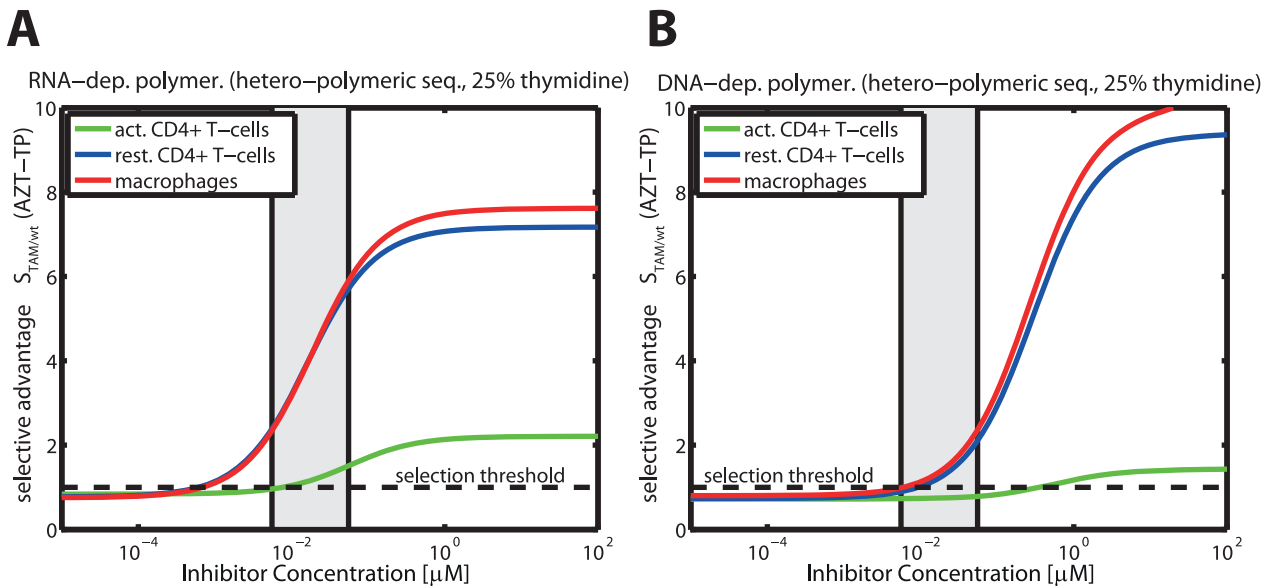 A
RNA−dep. polymer. (hetero−polymeric seq., 25% thymidine)
selective advantage S_TAM/wt (AZT−TP)
10
8
6
4
2
0
act. CD4+ T−cells
rest. CD4+ T−cells
macrophages
selection threshold
10^−4
10^−2
10^0
10^2
Inhibitor Concentration [μM]
B
DNA−dep. polymer. (hetero−polymeric seq., 25% thymidine)
selective advantage S_TAM/wt (AZT−TP)
10
8
6
4
2
0
act. CD4+ T−cells
rest. CD4+ T−cells
macrophages
selection threshold
10^−4
10^−2
10^0
10^2
Inhibitor Concentration [μM]